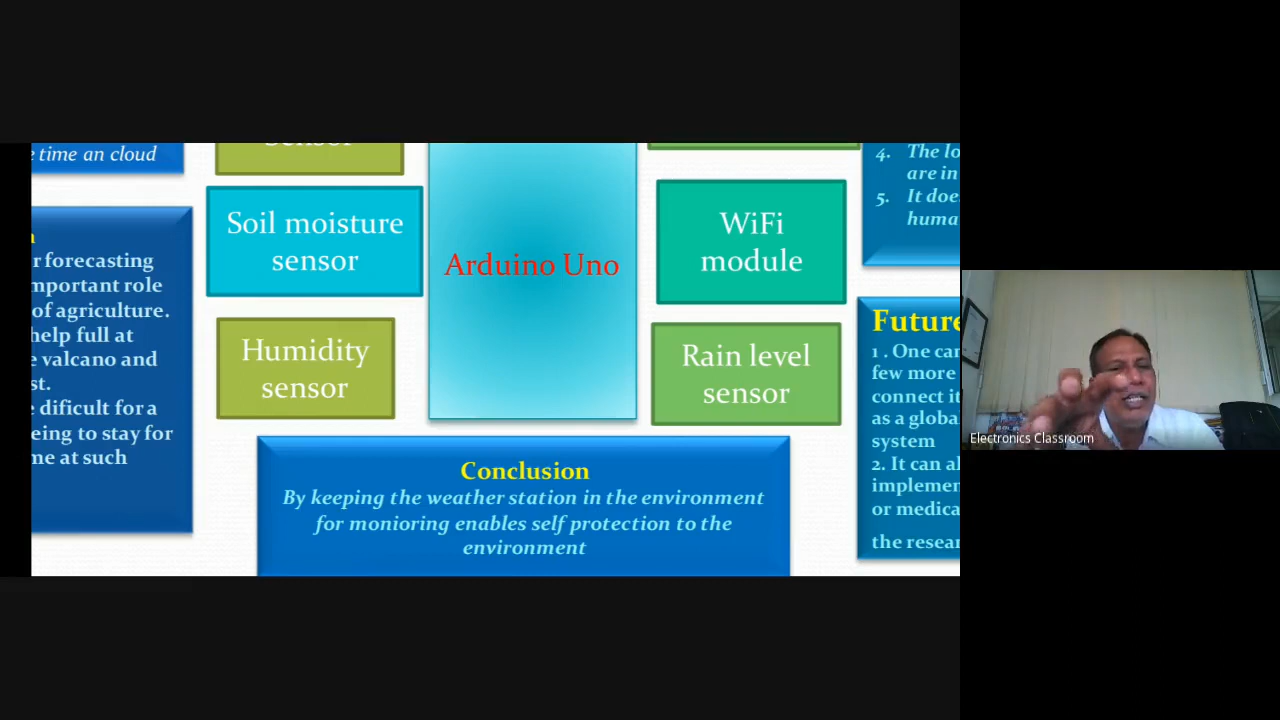 e time an cloud
r forecasting
mportant role
of agriculture.
help full at
e valcano and
st.
e dificult for a
eing to stay for
me at such
Sensor
Soil moisture
sensor
Humidity
sensor
Arduino Uno
WiFi
module
Rain level
sensor
Conclusion
By keeping the weather station in the environment
for monioring enables self protection to the
environment
4. The lo
are in
5. It doe
huma
Future
1 . One can
few more
connect it
as a globa
system
2. It can al
implemen
or medica
the resear
Electronics Classroom